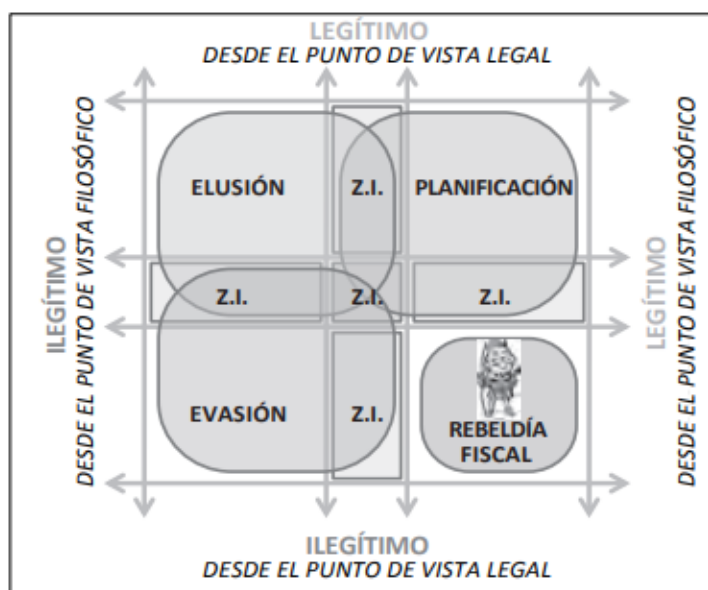 LEGÍTIMO
DESDE EL PUNTO DE VISTA LEGAL
ILEGÍTIMO
DESDE EL PUNTO DE VISTA FILOSÓFICO
ELUSIÓN
Z.I.
PLANIFICACIÓN
Z.I.
Z.I.
Z.I.
EVASIÓN
Z.I.
REBELDÍA
FISCAL
LEGÍTIMO
DESDE EL PUNTO DE VISTA FILOSÓFICO
ILEGÍTIMO
DESDE EL PUNTO DE VISTA LEGAL